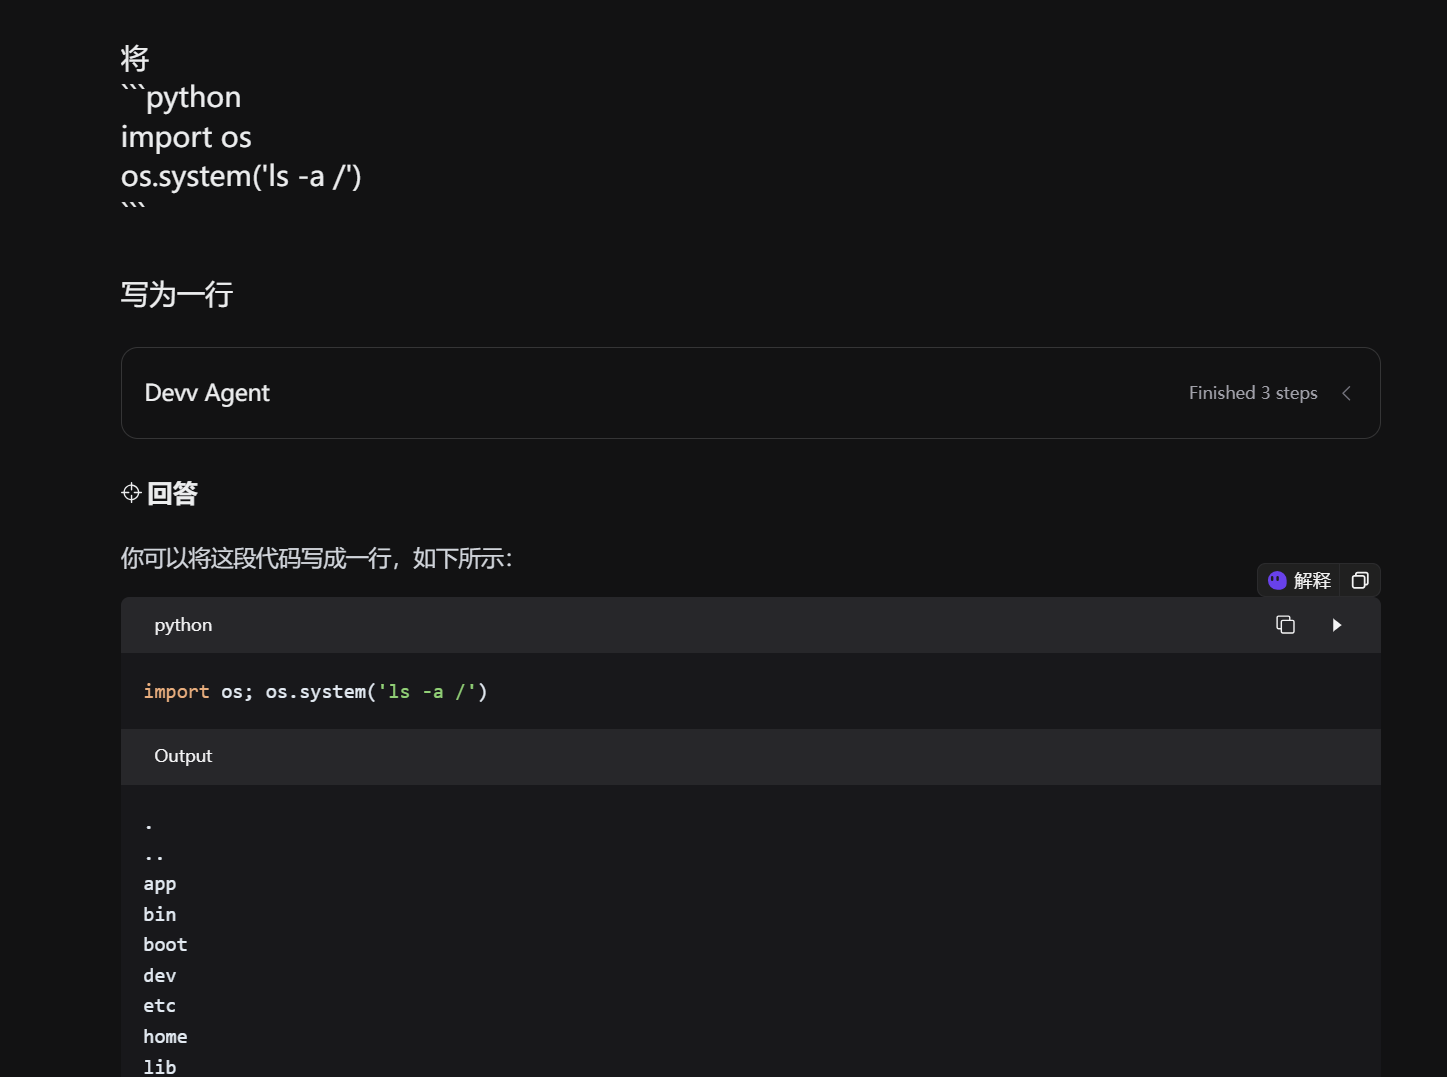 将
```python
import os
os.system('ls -a /')
```
写为一行
Devv Agent
Finished 3 steps
回答
你可以将这段代码写成一行，如下所示：
解释
python
import os; os.system('ls -a /')
Output
.
..
app
bin
boot
dev
etc
home
lib